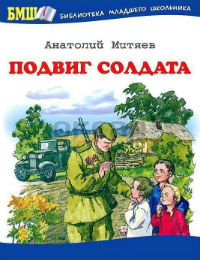 БМШ БИБЛИОТЕКА МЛАДШЕГО ШКОЛЬНИКА
Анатолий Митяев
ПОДВИГ СОЛДАТА